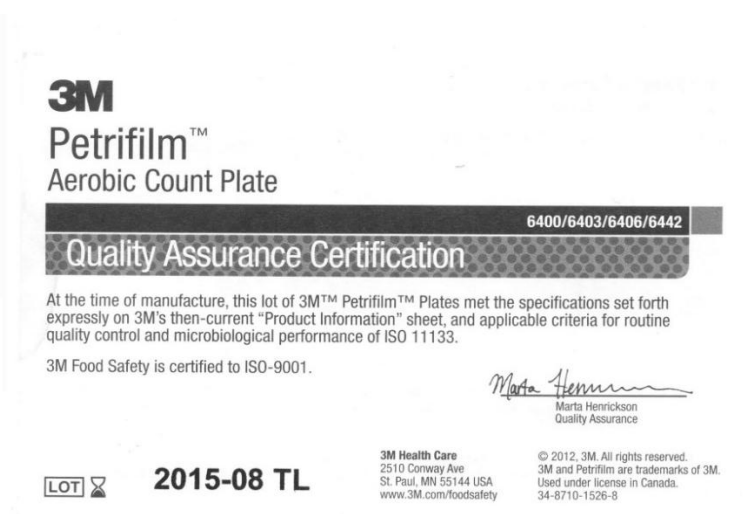 3M
Petrifilm™
Aerobic Count Plate
6400/6403/6406/6442
Quality Assurance Certification
At the time of manufacture, this lot of 3M™ Petrifilm™ Plates met the specifications set forth
expressly on 3M's then-current “Product Information” sheet, and applicable criteria for routine
quality control and microbiological performance of ISO 11133.
3M Food Safety is certified to ISO-9001.
Marta Henrickson
Marta Henrickson
Quality Assurance
LOT 2015-08 TL
3M Health Care
2510 Conway Ave
St. Paul, MN 55144 USA
www.3M.com/foodsafety
© 2012, 3M. All rights reserved.
3M and Petrifilm are trademarks of 3M.
Used under license in Canada.
34-8710-1526-8